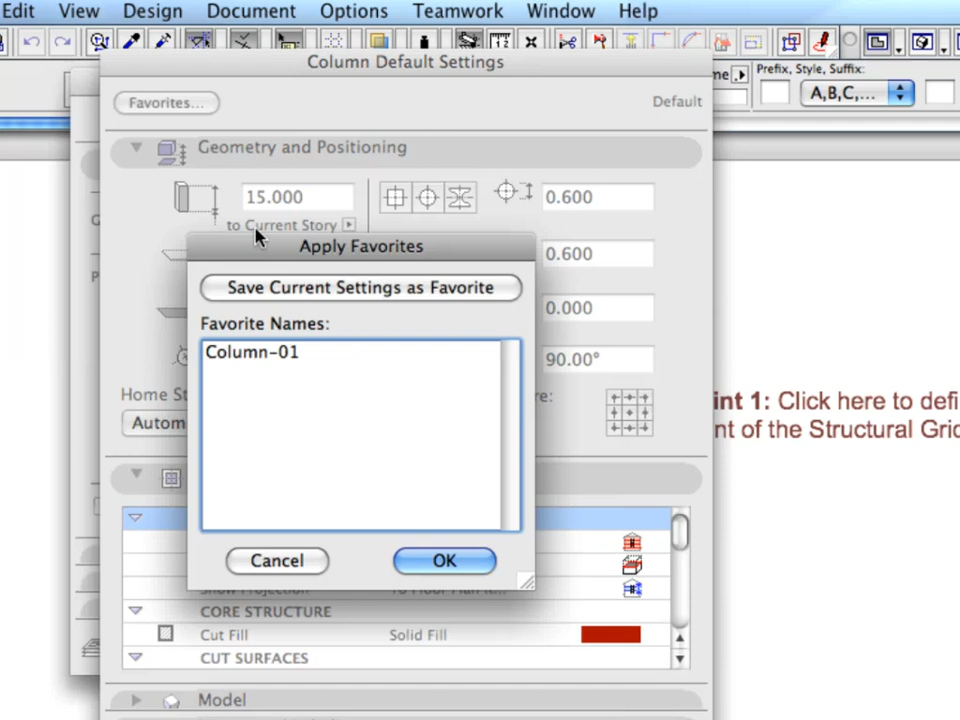 Edit View Design Document Options Teamwork Window Help
Column Default Settings
Prefix, Style, Suffix:
A,B,C,...
Favorites...
Default
Geometry and Positioning
15.000
0.600
to Current Story
0.600
Apply Favorites
Save Current Settings as Favorite
0.000
Favorite Names:
Column-01
90.00°
Home St
re:
Autom
int 1: Click here to defi
nt of the Structural Grid
Cancel
OK
CORE STRUCTURE
Cut Fill
Solid Fill
CUT SURFACES
Model